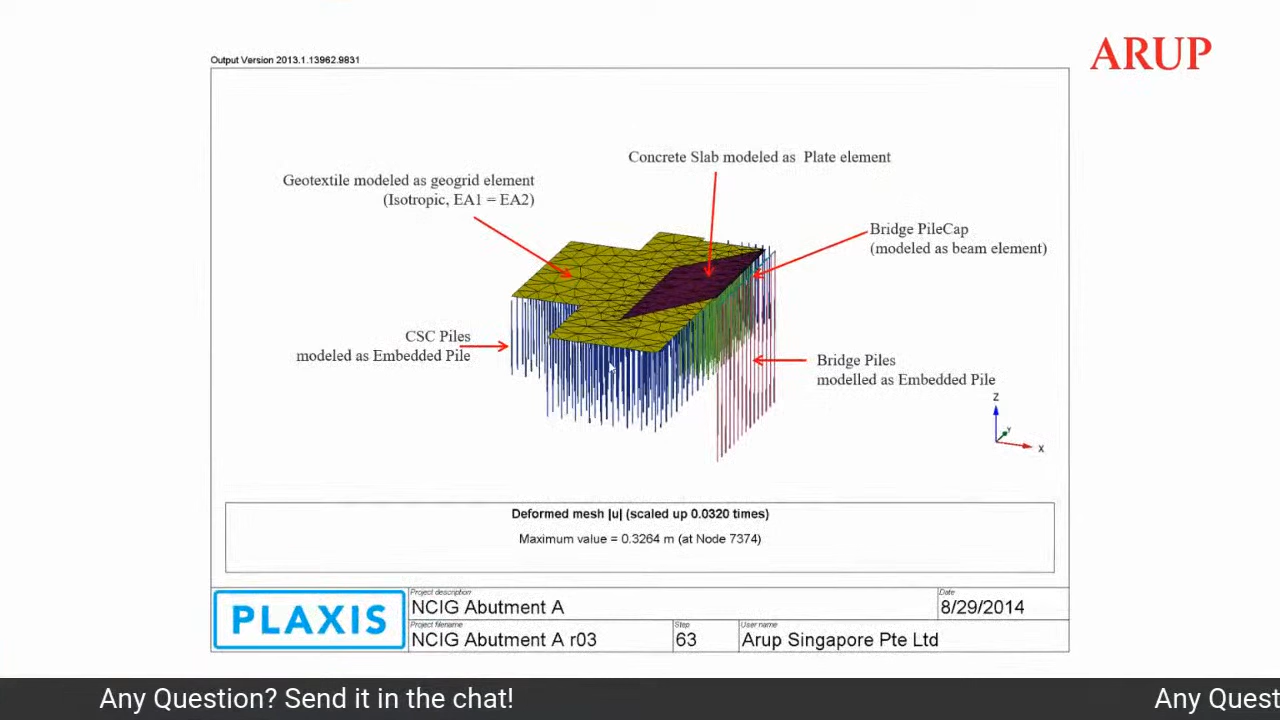 Output Version 2013.1.13962.9831
ARUP
Concrete Slab modeled as Plate element
Geotextile modeled as geogrid element
(Isotropic, EA1 = EA2)
Bridge PileCap
(modeled as beam element)
CSC Piles
modeled as Embedded Pile
Bridge Piles
modelled as Embedded Pile
Z
Y
X
Deformed mesh |u| (scaled up 0.0320 times)
Maximum value = 0.3264 m (at Node 7374)
PLAXIS
Project description
NCIG Abutment A
Date
8/29/2014
Project filename
NCIG Abutment A r03
Step
63
User name
Arup Singapore Pte Ltd
Any Question? Send it in the chat!
Any Quest